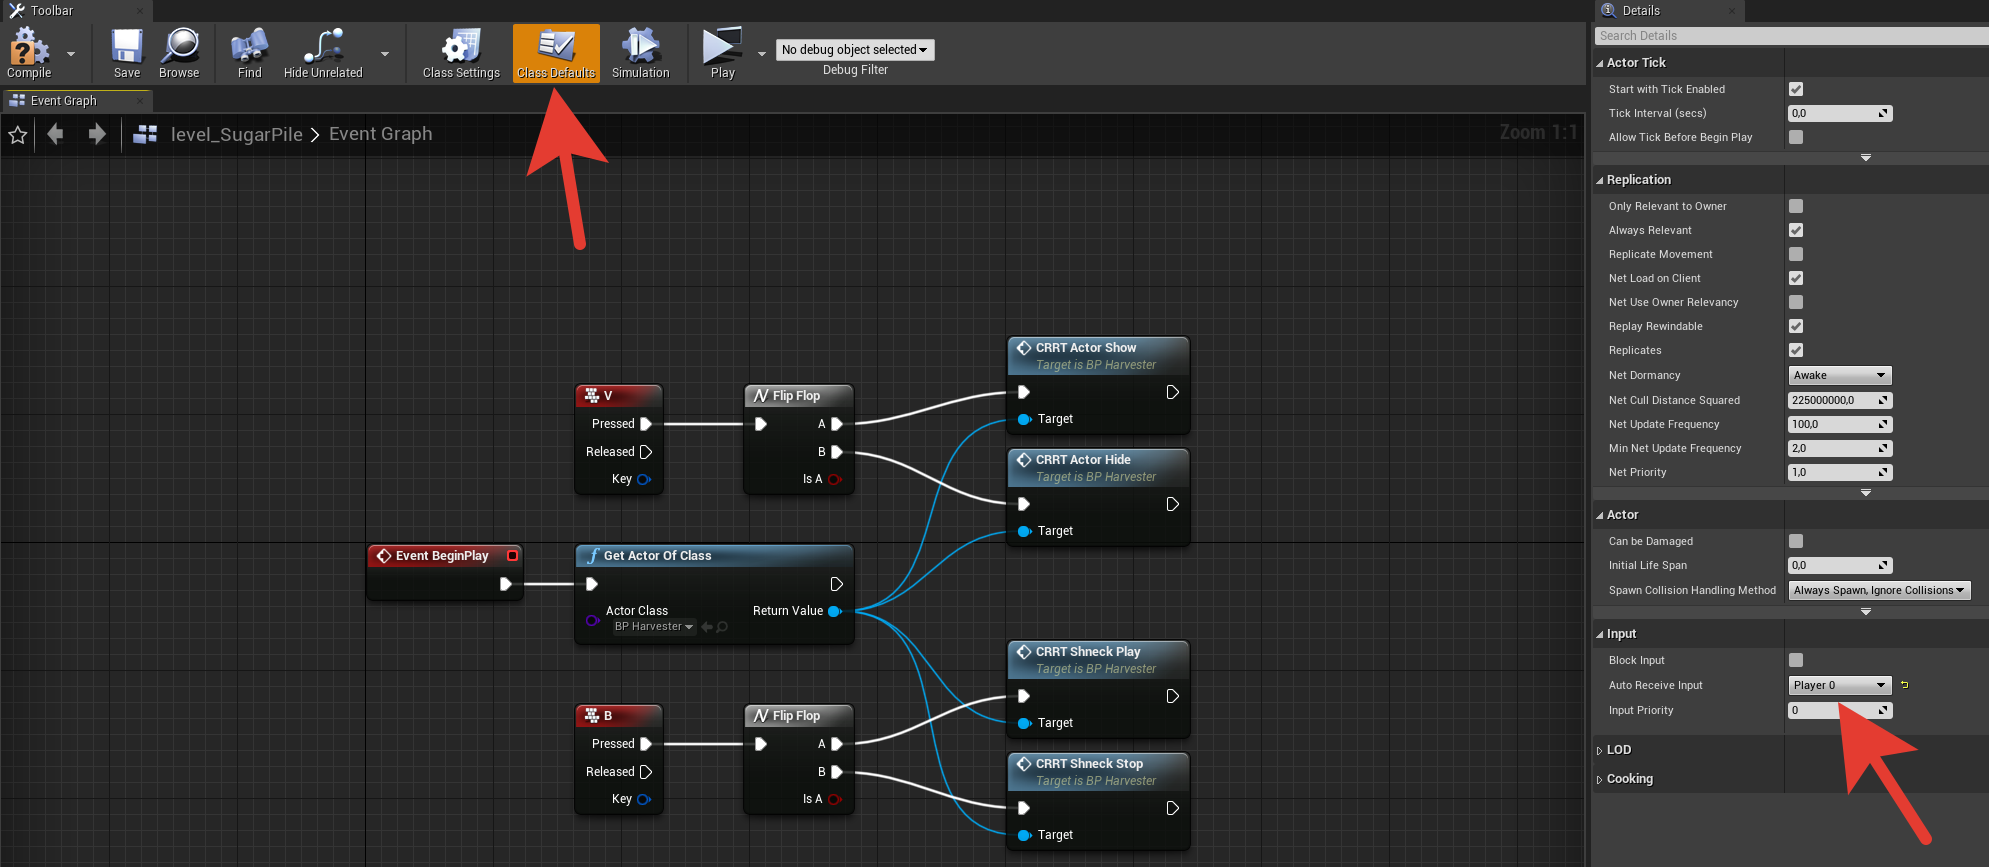 Toolbar
Compile
Save
Browse
Find
Hide Unrelated
Class Settings
Class Defaults
Simulation
Play
No debug object selected
Debug Filter
Event Graph
level_SugarPile > Event Graph
Zoom 1:1
V
Pressed
Released
Key
Flip Flop
A
B
Is A
CRRT Actor Show
Target is BP Harvester
Target
CRRT Actor Hide
Target is BP Harvester
Target
Event BeginPlay
Get Actor Of Class
Actor Class
BP Harvester
Return Value
B
Pressed
Released
Key
Flip Flop
A
B
Is A
CRRT Shneck Play
Target is BP Harvester
Target
CRRT Shneck Stop
Target is BP Harvester
Target
Details
Search Details
Actor Tick
Start with Tick Enabled
Tick Interval (secs) 0,0
Allow Tick Before Begin Play
Replication
Only Relevant to Owner
Always Relevant
Replicate Movement
Net Load on Client
Net Use Owner Relevancy
Replay Rewindable
Replicates
Net Dormancy Awake
Net Cull Distance Squared 225000000,0
Net Update Frequency 100,0
Min Net Update Frequency 2,0
Net Priority 1,0
Actor
Can be Damaged
Initial Life Span 0,0
Spawn Collision Handling Method Always Spawn, Ignore Collisions
Input
Block Input
Auto Receive Input Player 0
Input Priority 0
LOD
Cooking